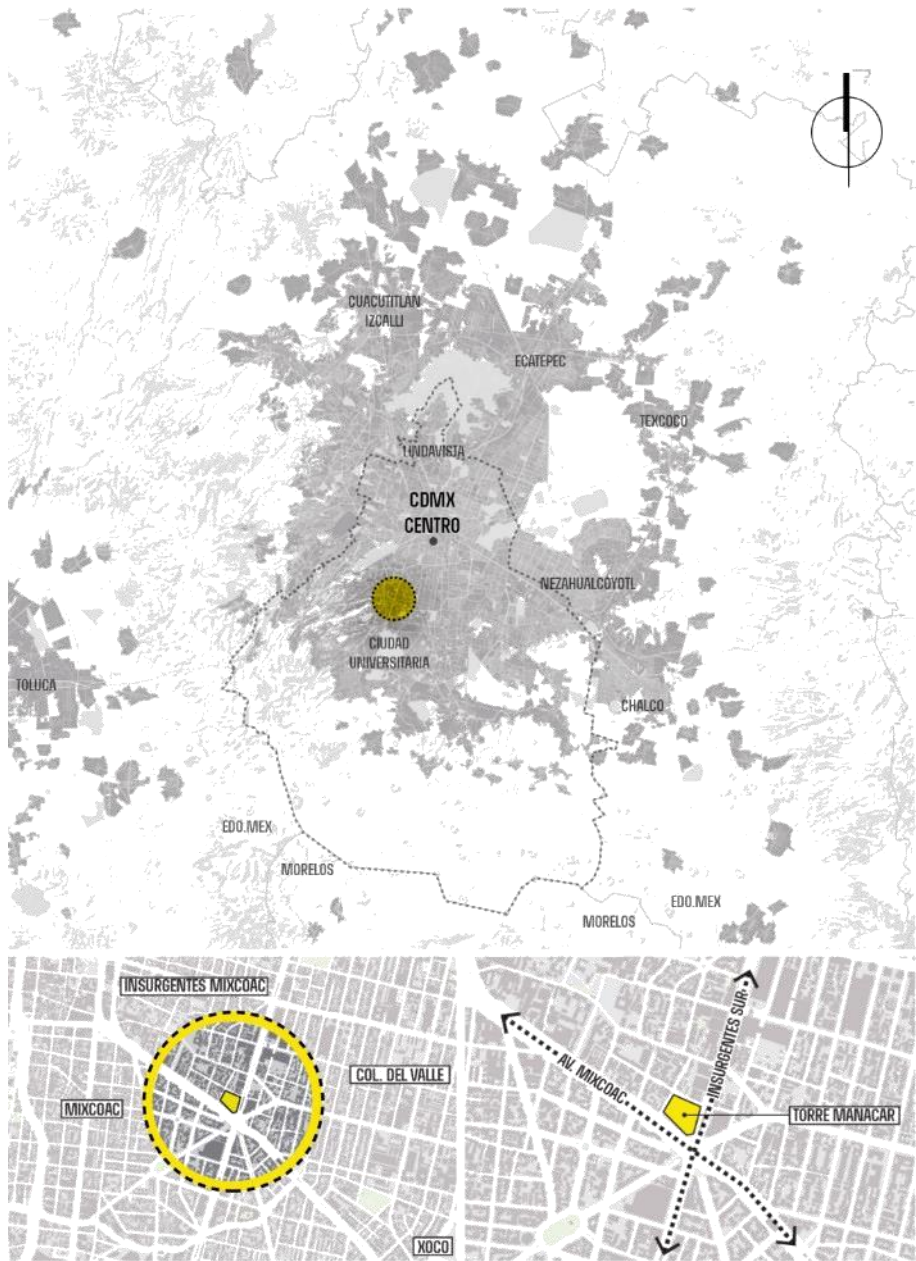 CUACUTITLAN
IZCALLI
ECATEPEC
TEXCOCO
LINDAVISTA
CDMX
CENTRO
NEZAHUALCOYOTL
CIUDAD
UNIVERSITARIA
TOLUCA
CHALCO
EDO.MEX
MORELOS
EDO.MEX
MORELOS
INSURGENTES MIXCOAC
COL. DEL VALLE
MIXCOAC
XOCO
INSURGENTES SUR
AV. MIXCOAC
TORRE MANACAR